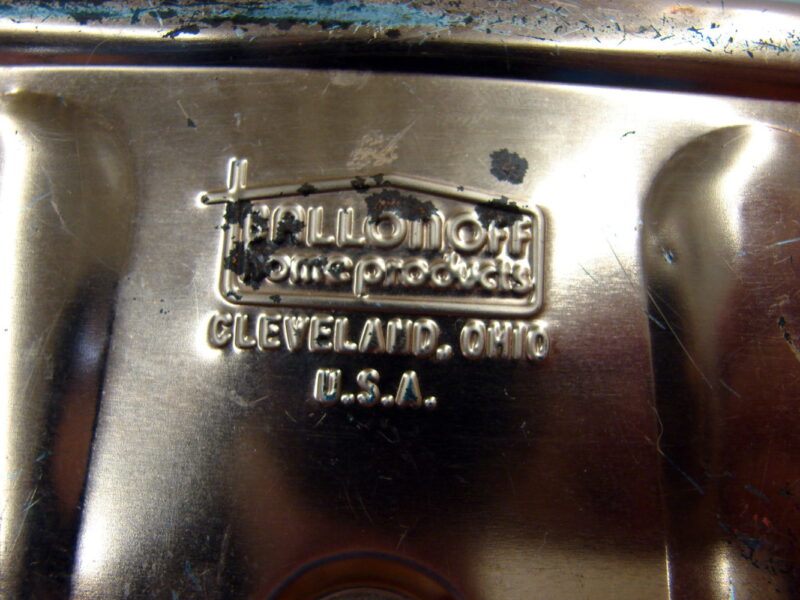 BALLONOFF
home products
CLEVELAND, OHIO
U.S.A.